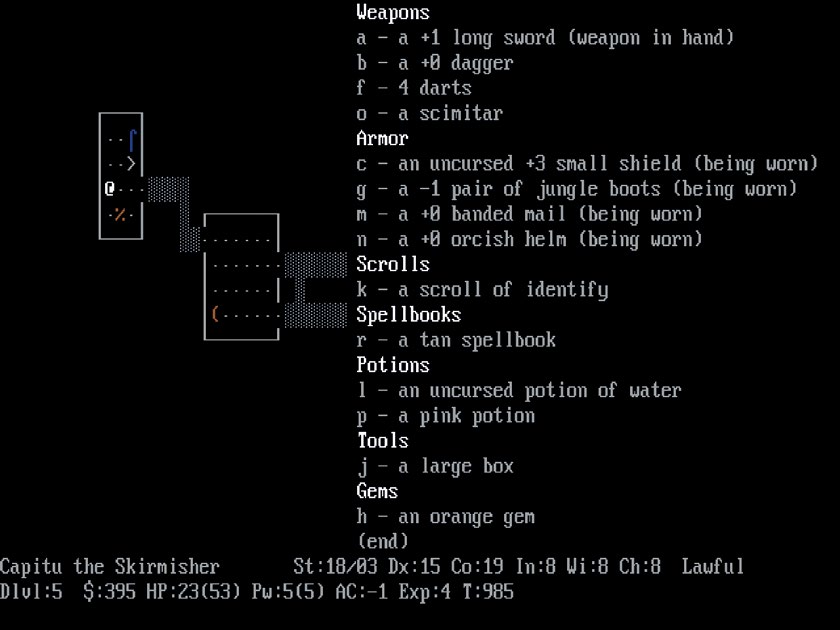 Weapons
a - a +1 long sword (weapon in hand)
b - a +0 dagger
f - 4 darts
o - a scimitar
Armor
c - an uncursed +3 small shield (being worn)
g - a -1 pair of jungle boots (being worn)
m - a +0 banded mail (being worn)
n - a +0 orcish helm (being worn)
Scrolls
k - a scroll of identify
Spellbooks
r - a tan spellbook
Potions
l - an uncursed potion of water
p - a pink potion
Tools
j - a large box
Gems
h - an orange gem
(end)
Capitu the Skirmisher St:18/03 Dx:15 Co:19 In:8 Wi:8 Ch:8 Lawful
Dlvl:5 $:395 HP:23(53) Pw:5(5) AC:-1 Exp:4 T:985